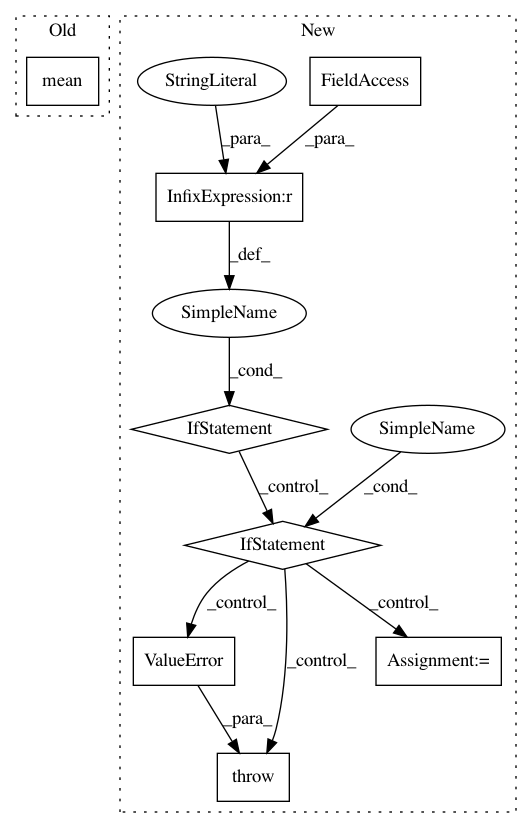 Old
New
mean
StringLiteral
FieldAccess
_para_
_para_
InfixExpression:r
_def_
SimpleName
_cond_
IfStatement
SimpleName
_control_
_cond_
IfStatement
_control_
_control_
_control_
ValueError
Assignment:=
_para_
throw